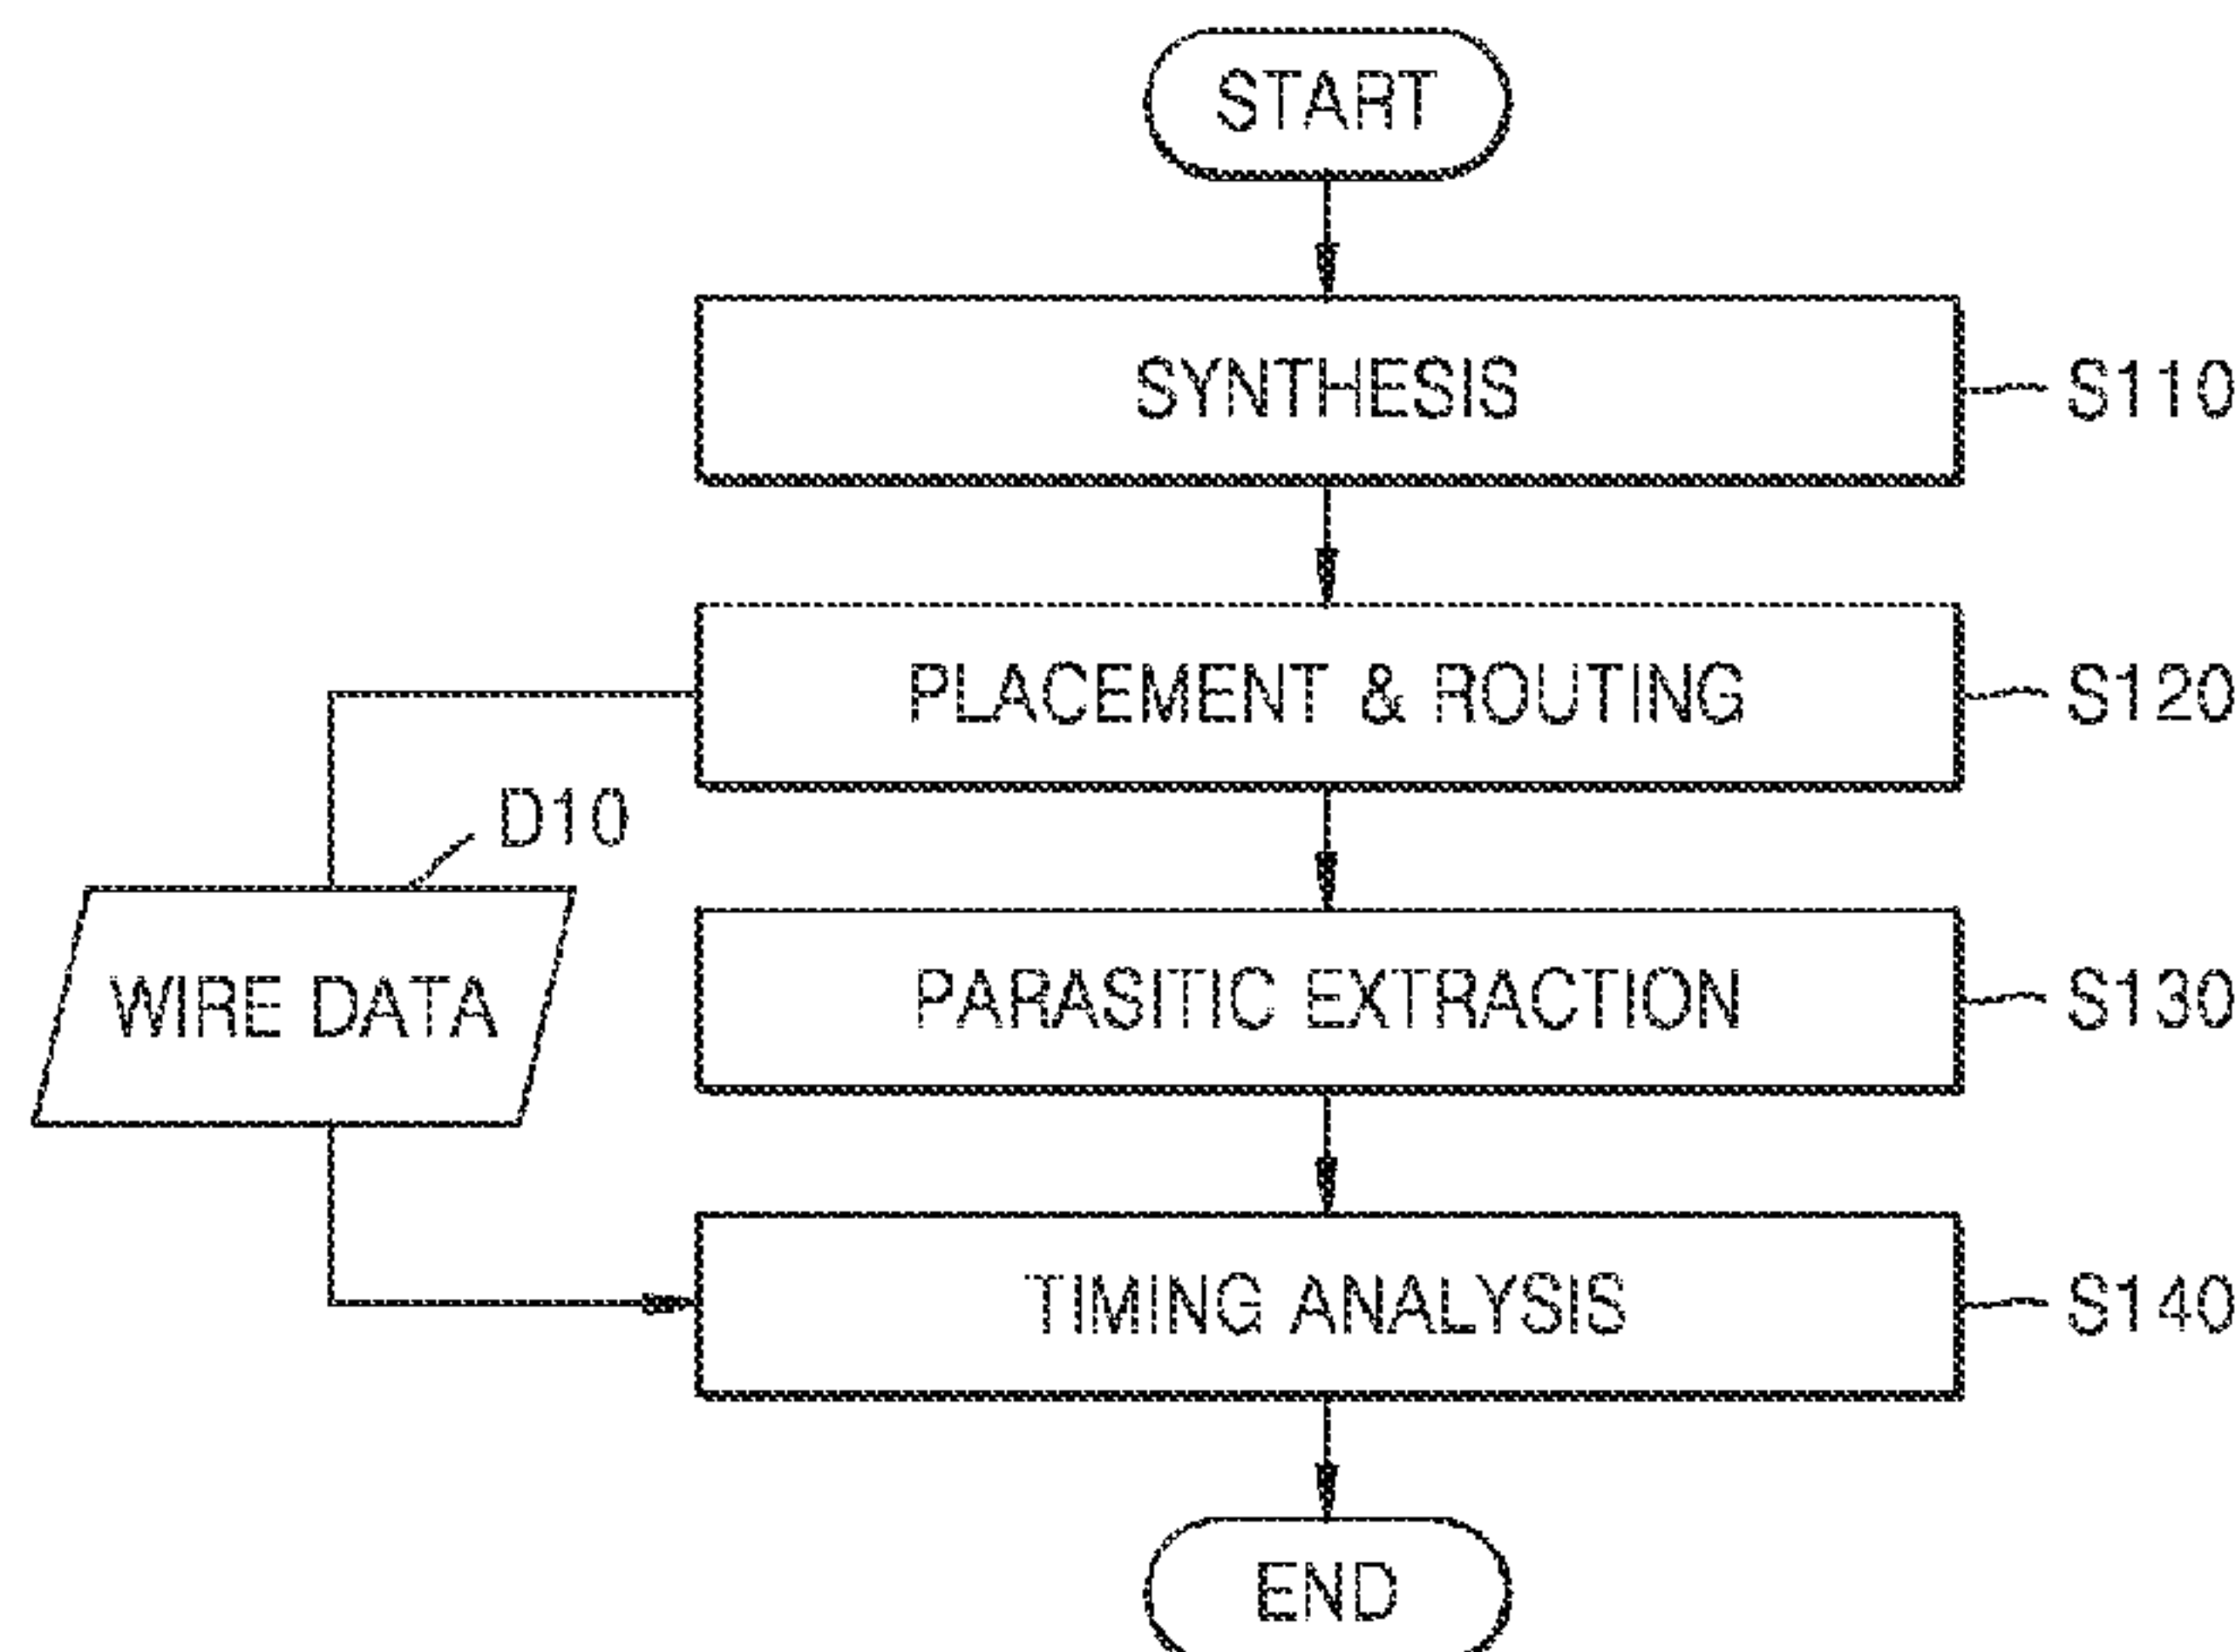 START
SYNTHESIS S110
PLACEMENT & ROUTING S120
D10
WIRE DATA
PARASITIC EXTRACTION S130
TIMING ANALYSIS S140
END